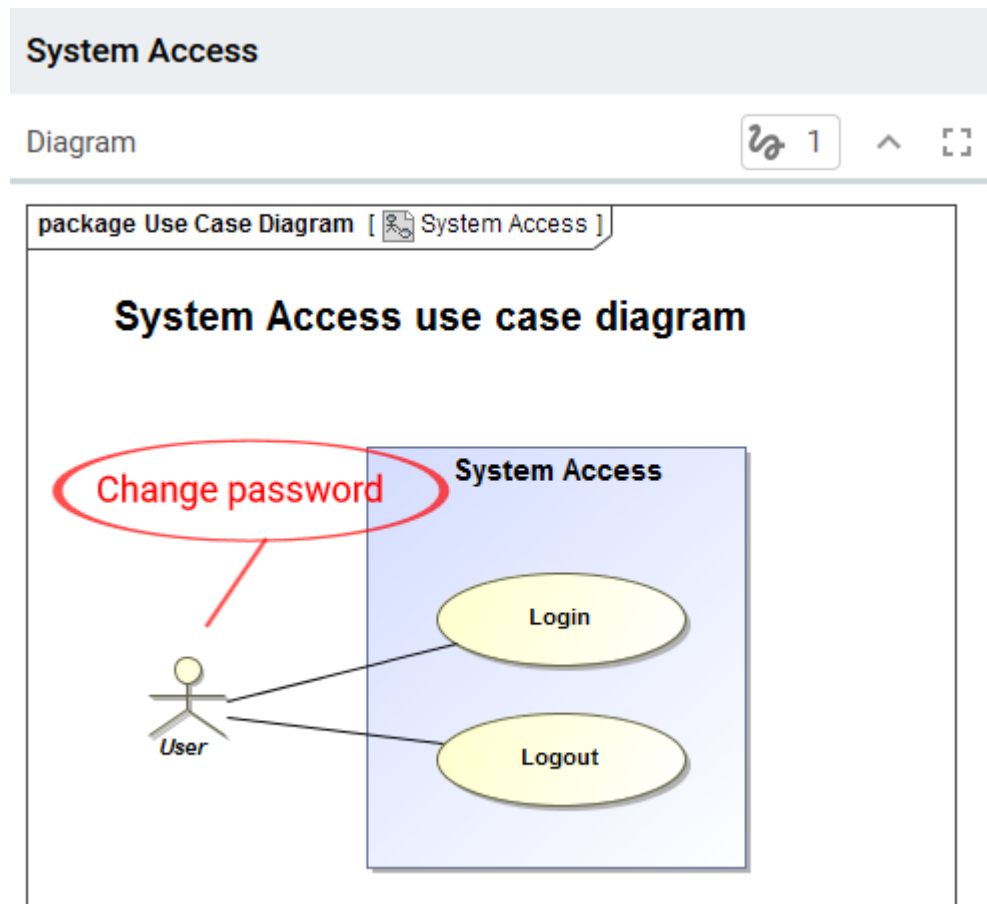 System Access
Diagram 1
package Use Case Diagram [ System Access ]
System Access use case diagram
System Access
Change password
Login
Logout
User